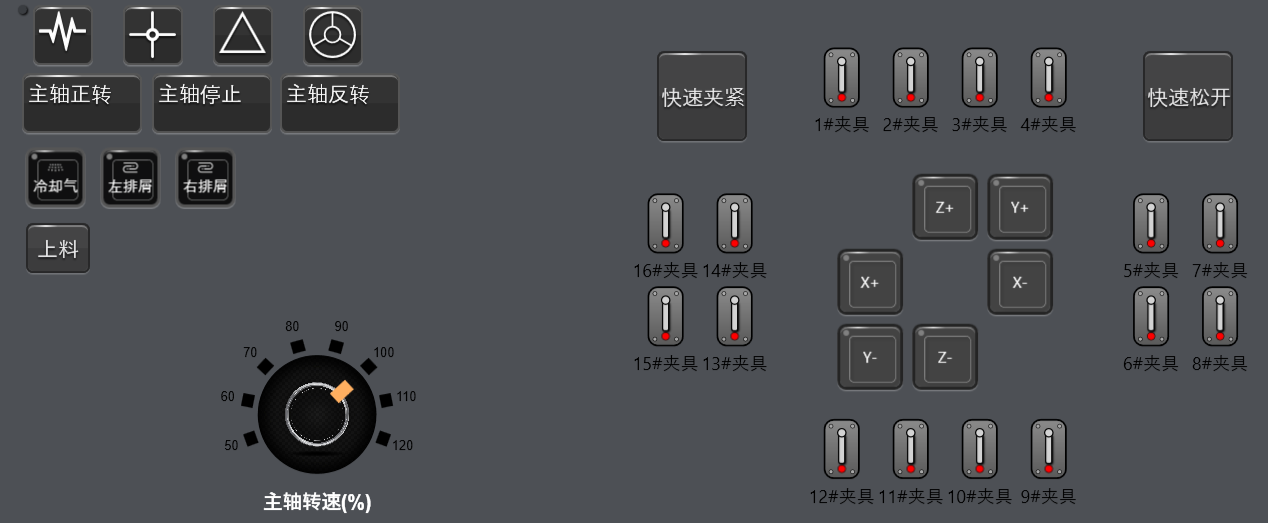 主轴正转
主轴停止
主轴反转
冷却气
左排屑
右排屑
上料
80
90
70
100
60
110
50
120
主轴转速(%)
快速夹紧
1#夹具
2#夹具
3#夹具
4#夹具
快速松开
16#夹具
14#夹具
15#夹具
13#夹具
Z+
Y+
X+
X-
Y-
Z-
5#夹具
7#夹具
6#夹具
8#夹具
12#夹具
11#夹具
10#夹具
9#夹具